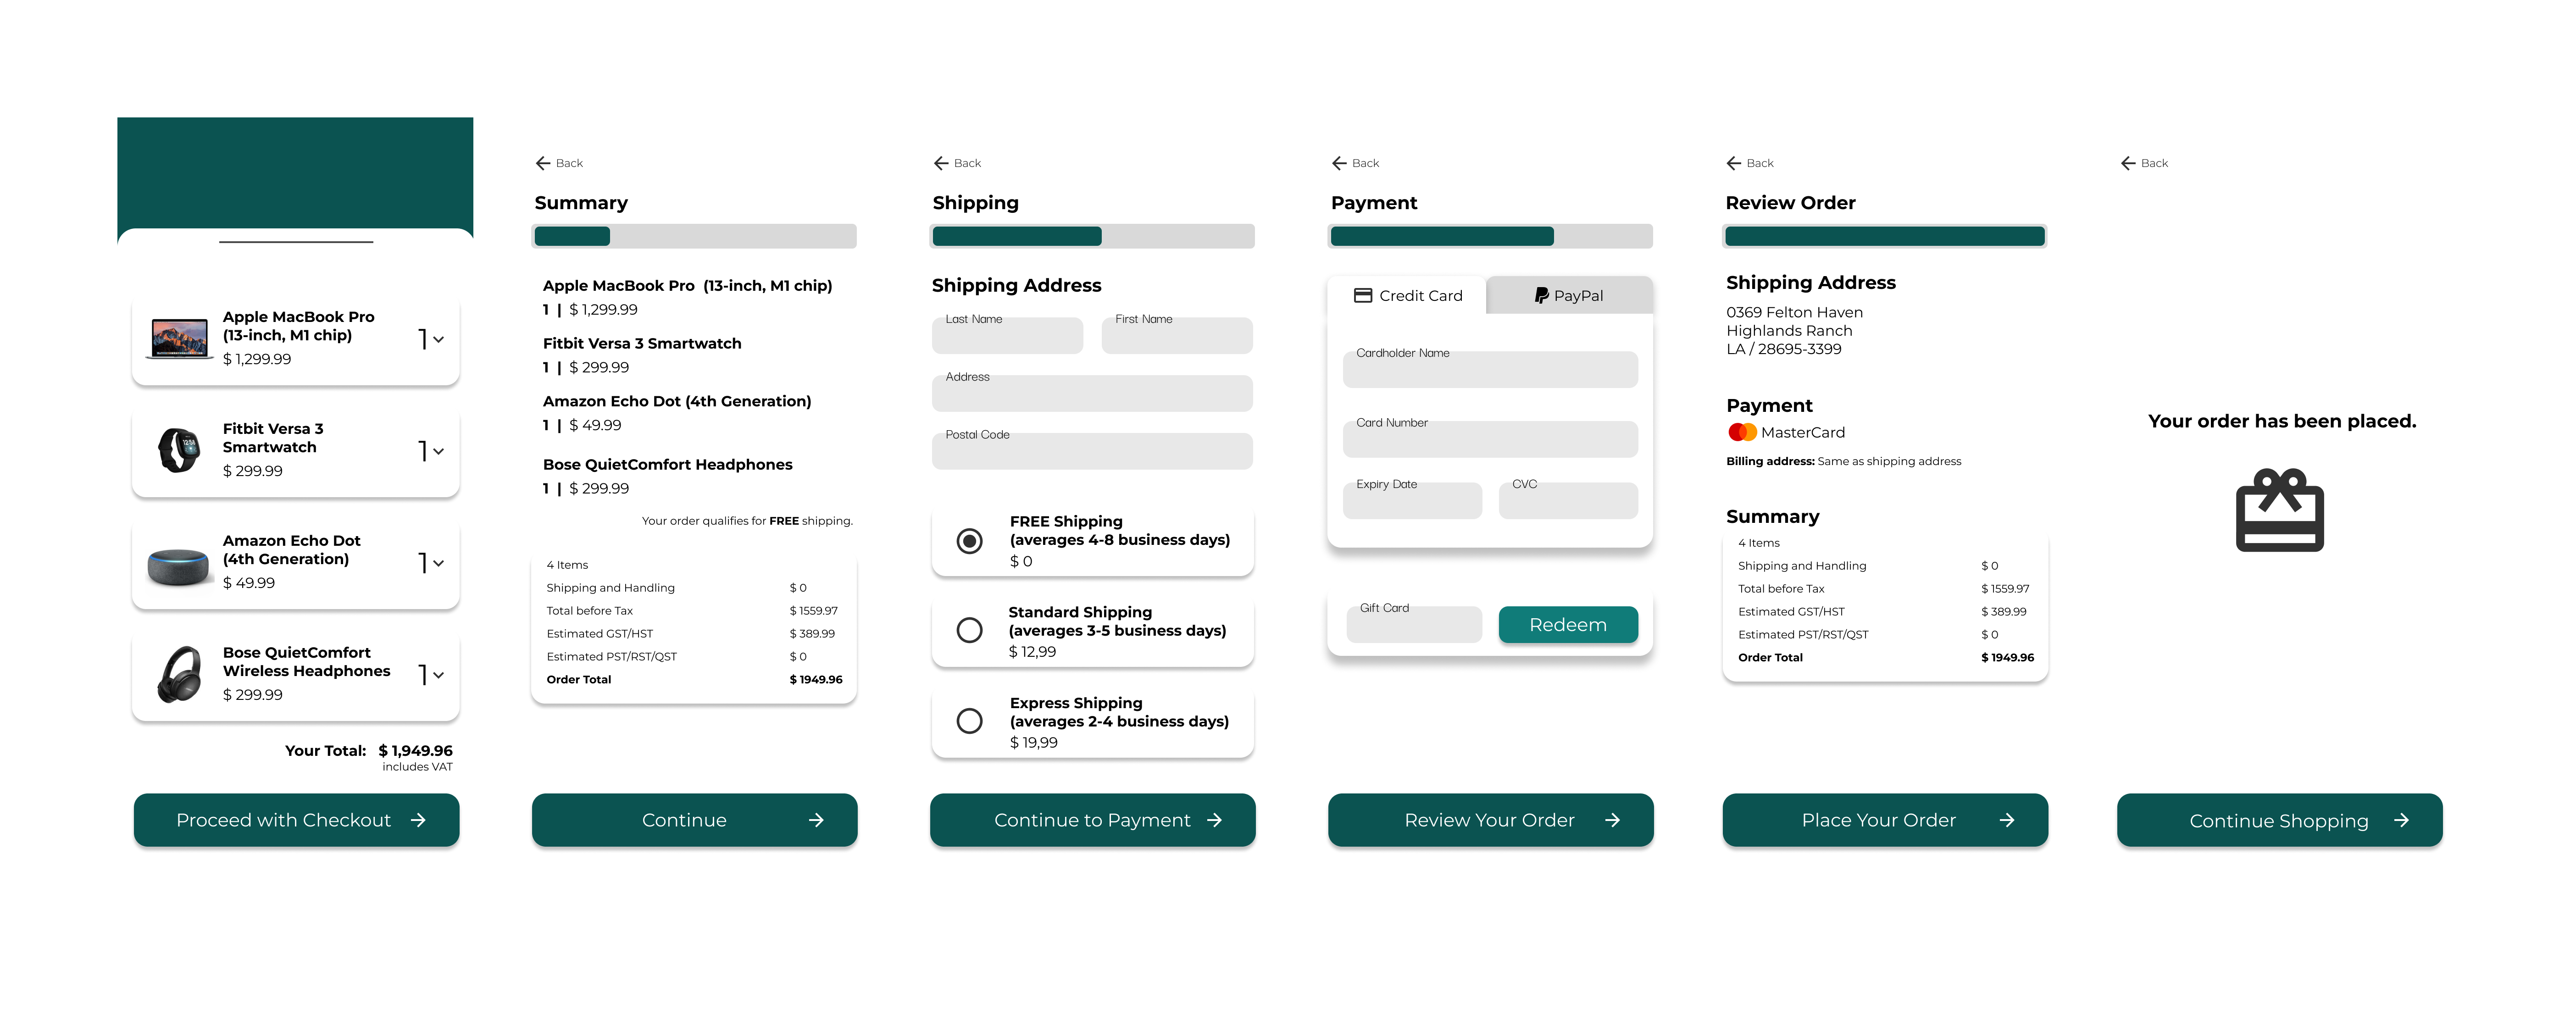 Apple MacBook Pro
(13-inch, M1 chip)
$ 1,299.99
1
Fitbit Versa 3
Smartwatch
$ 299.99
1
Amazon Echo Dot
(4th Generation)
$ 49.99
1
Bose QuietComfort
Wireless Headphones
$ 299.99
1
Your Total: $ 1,949.96
includes VAT
Proceed with Checkout
Back
Summary
Apple MacBook Pro (13-inch, M1 chip)
1 | $ 1,299.99
Fitbit Versa 3 Smartwatch
1 | $ 299.99
Amazon Echo Dot (4th Generation)
1 | $ 49.99
Bose QuietComfort Headphones
1 | $ 299.99
Your order qualifies for FREE shipping.
4 Items
Shipping and Handling $ 0
Total before Tax $ 1559.97
Estimated GST/HST $ 389.99
Estimated PST/RST/QST $ 0
Order Total $ 1949.96
Continue
Back
Shipping
Shipping Address
Last Name First Name
Address
Postal Code
FREE Shipping
(averages 4-8 business days)
$ 0
Standard Shipping
(averages 3-5 business days)
$ 12,99
Express Shipping
(averages 2-4 business days)
$ 19,99
Continue to Payment
Back
Payment
Credit Card PayPal
Cardholder Name
Card Number
Expiry Date CVC
Gift Card Redeem
Review Your Order
Back
Review Order
Shipping Address
0369 Felton Haven
Highlands Ranch
LA / 28695-3399
Payment
MasterCard
Billing address: Same as shipping address
Summary
4 Items
Shipping and Handling $ 0
Total before Tax $ 1559.97
Estimated GST/HST $ 389.99
Estimated PST/RST/QST $ 0
Order Total $ 1949.96
Place Your Order
Back
Your order has been placed.
Continue Shopping